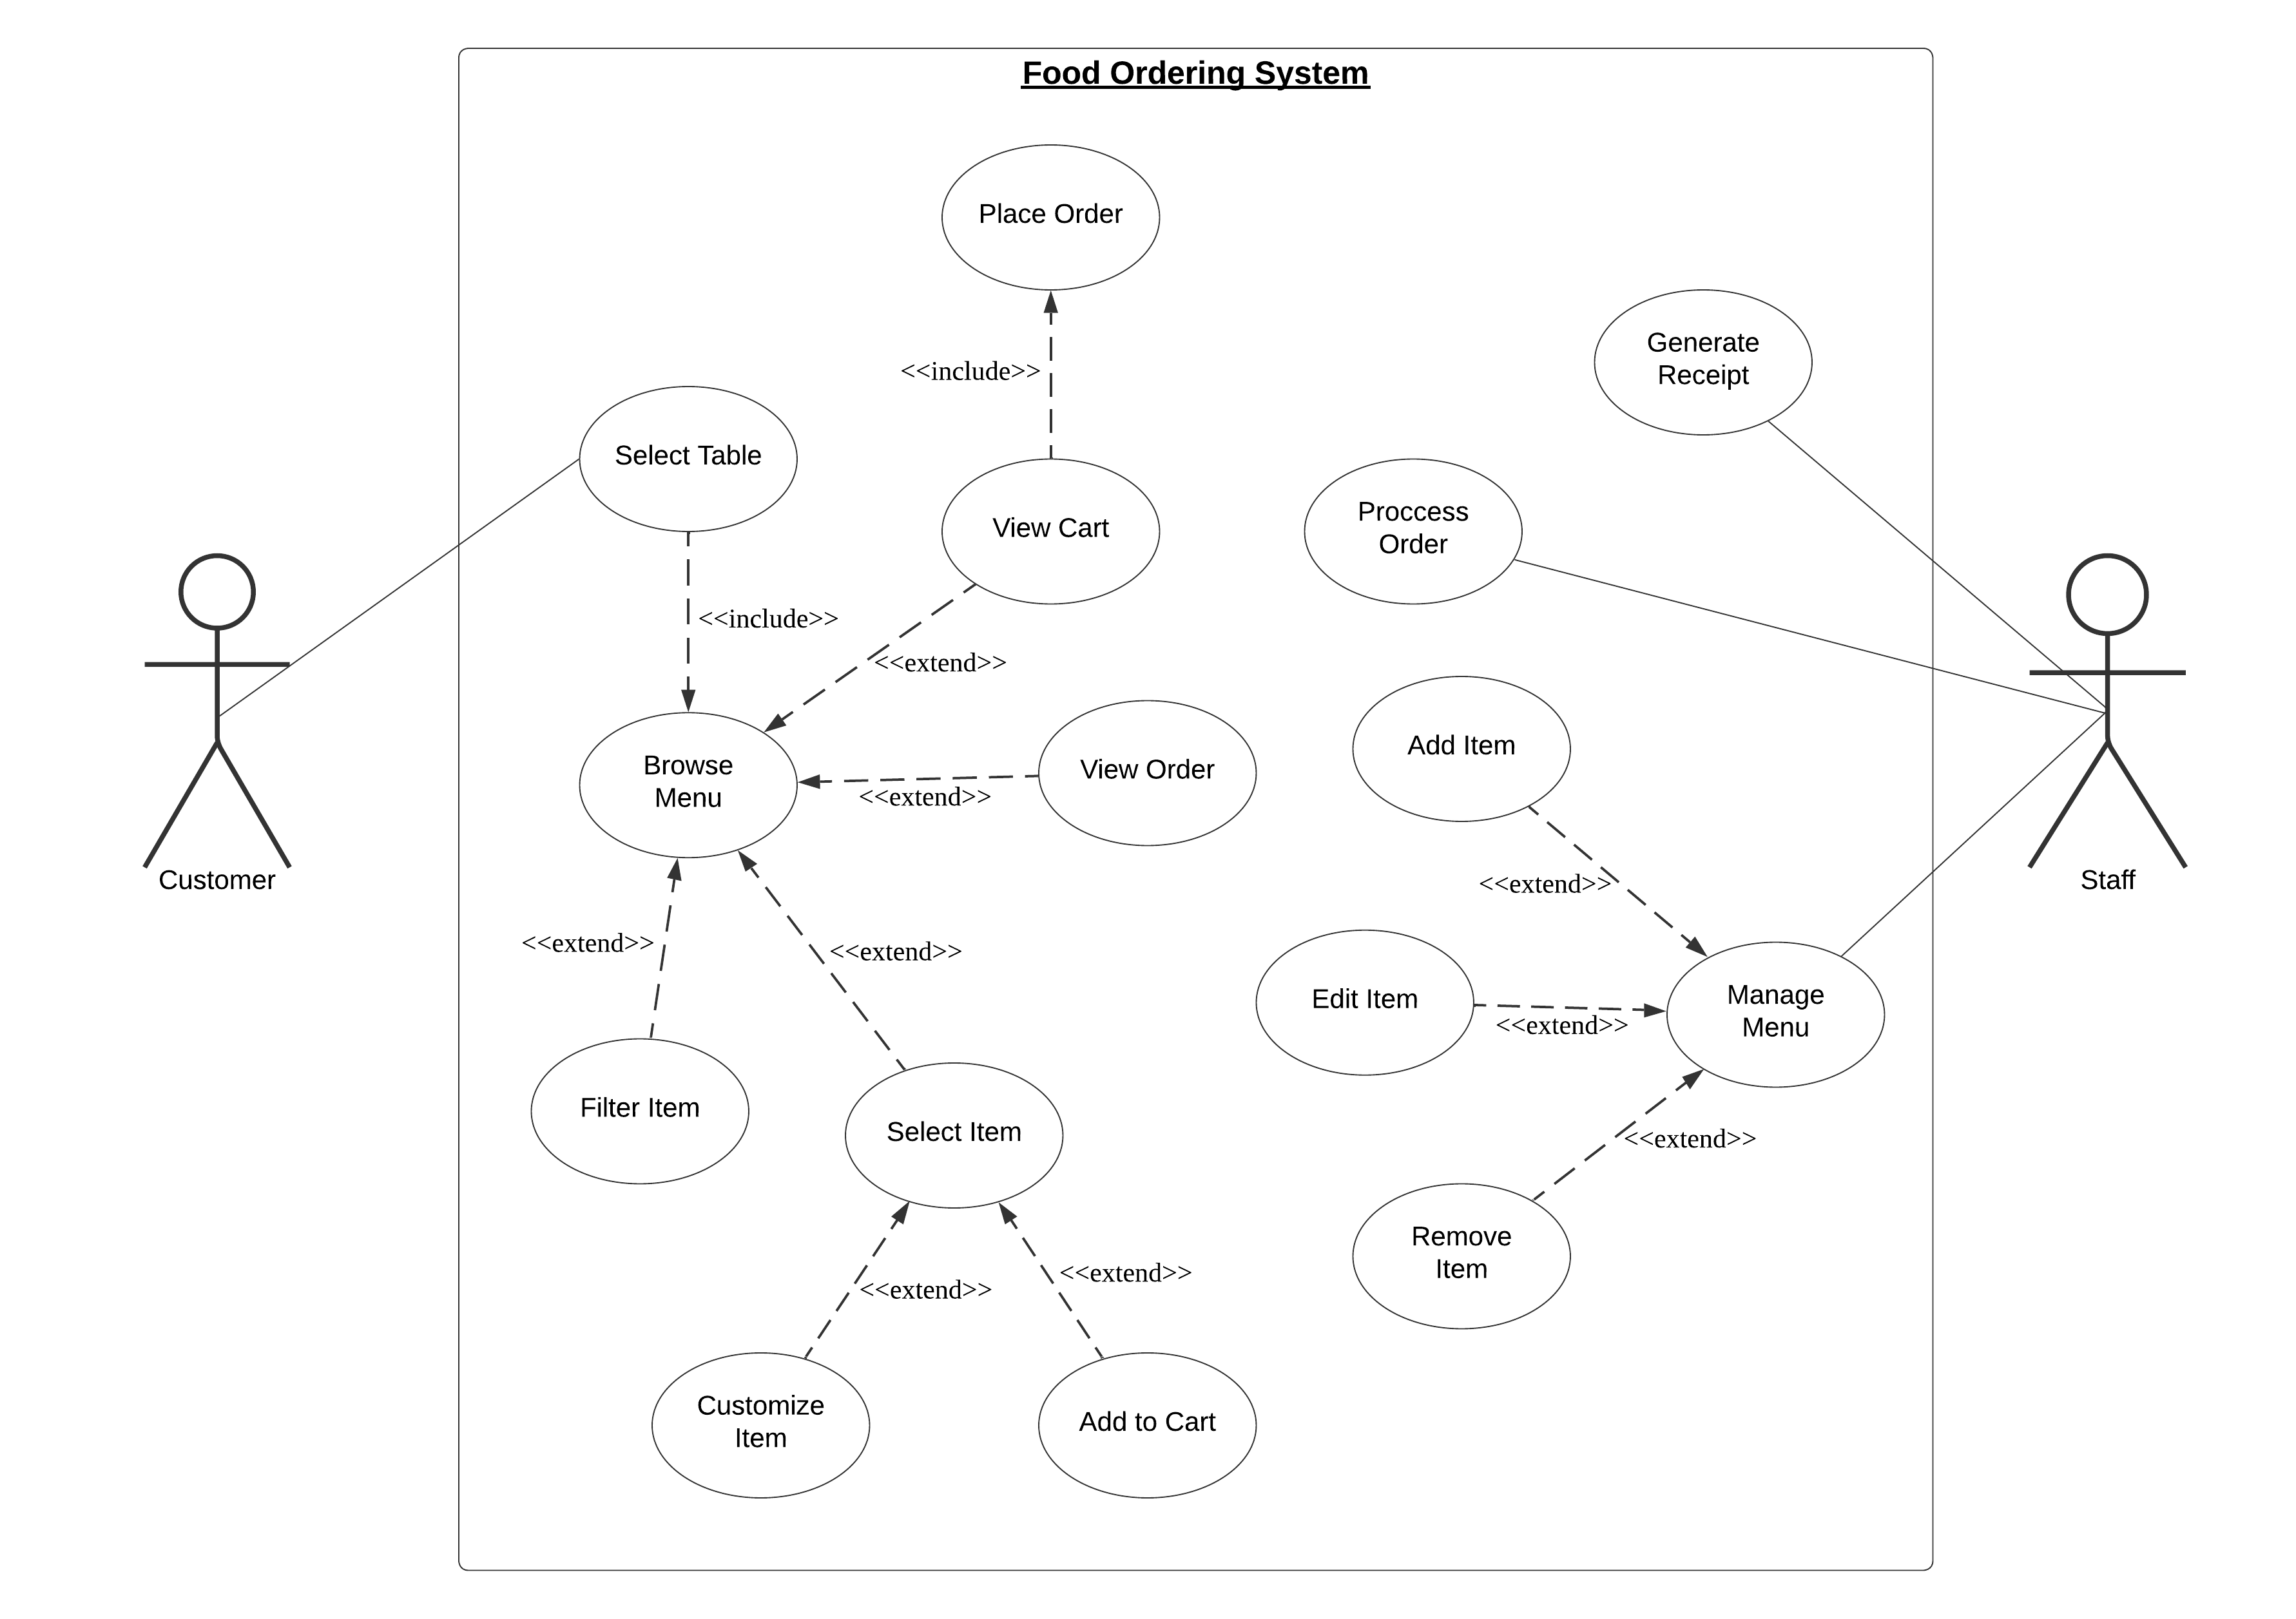 Food Ordering System
Place Order
Generate
Receipt
<<include>>
Select Table
View Cart
Proccess
Order
<<include>>
<<extend>>
Browse
Menu
<<extend>>
View Order
Add Item
Customer
Staff
<<extend>>
<<extend>>
<<extend>>
Edit Item
<<extend>>
Manage
Menu
Filter Item
Select Item
<<extend>>
Remove
Item
<<extend>>
<<extend>>
Customize
Item
Add to Cart